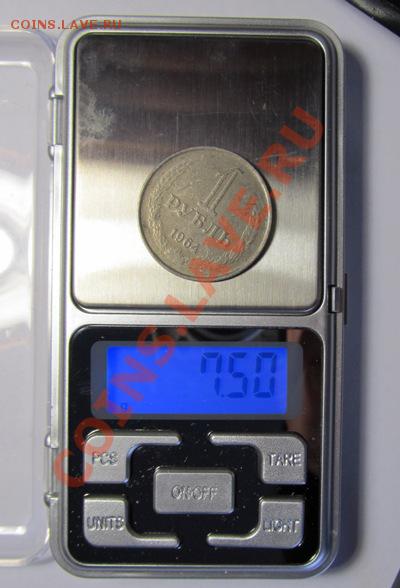 COINS.LAVE.RU
COINS.LAVE.RU
1
РУБЛЬ
1964
7.50
g
PCS
TARE
ON/OFF
UNITS
LIGHT